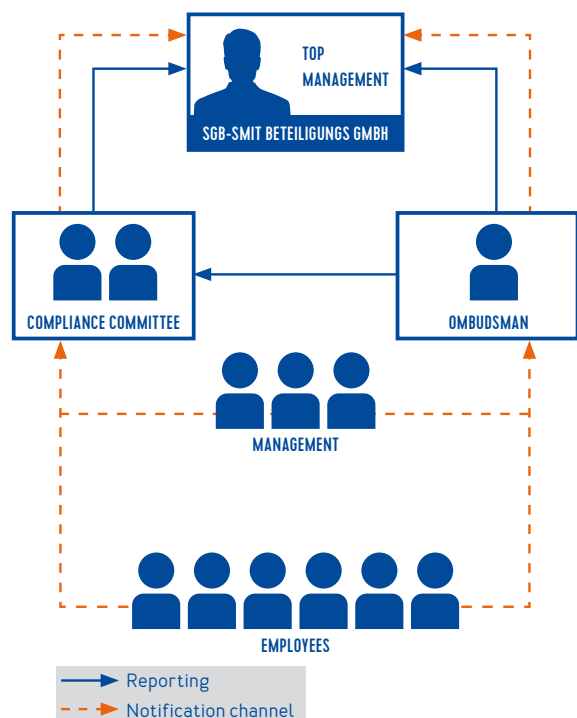 TOP
MANAGEMENT
SGB-SMIT BETEILIGUNGS GMBH
COMPLIANCE COMMITTEE
OMBUDSMAN
MANAGEMENT
EMPLOYEES
Reporting
Notification channel